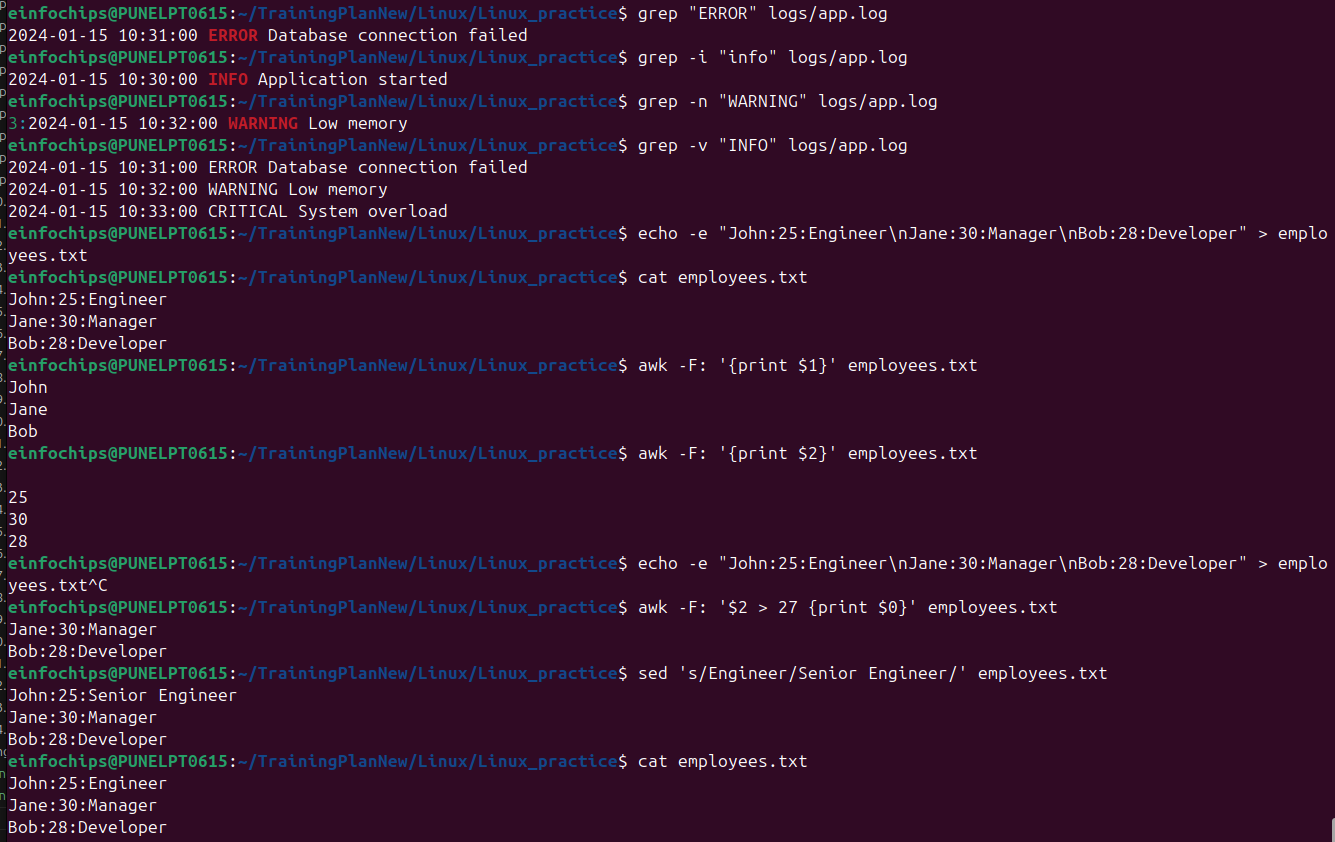 einfochips@PUNELPT0615:~/TrainingPlanNew/Linux/Linux_practice$ grep "ERROR" logs/app.log
2024-01-15 10:31:00 ERROR Database connection failed
einfochips@PUNELPT0615:~/TrainingPlanNew/Linux/Linux_practice$ grep -i "info" logs/app.log
2024-01-15 10:30:00 INFO Application started
einfochips@PUNELPT0615:~/TrainingPlanNew/Linux/Linux_practice$ grep -n "WARNING" logs/app.log
3:2024-01-15 10:32:00 WARNING Low memory
einfochips@PUNELPT0615:~/TrainingPlanNew/Linux/Linux_practice$ grep -v "INFO" logs/app.log
2024-01-15 10:31:00 ERROR Database connection failed
2024-01-15 10:32:00 WARNING Low memory
2024-01-15 10:33:00 CRITICAL System overload
einfochips@PUNELPT0615:~/TrainingPlanNew/Linux/Linux_practice$ echo -e "John:25:Engineer\nJane:30:Manager\nBob:28:Developer" > emplo
yees.txt
einfochips@PUNELPT0615:~/TrainingPlanNew/Linux/Linux_practice$ cat employees.txt
John:25:Engineer
Jane:30:Manager
Bob:28:Developer
einfochips@PUNELPT0615:~/TrainingPlanNew/Linux/Linux_practice$ awk -F: '{print $1}' employees.txt
John
Jane
Bob
einfochips@PUNELPT0615:~/TrainingPlanNew/Linux/Linux_practice$ awk -F: '{print $2}' employees.txt
25
30
28
einfochips@PUNELPT0615:~/TrainingPlanNew/Linux/Linux_practice$ echo -e "John:25:Engineer\nJane:30:Manager\nBob:28:Developer" > emplo
yees.txt^C
einfochips@PUNELPT0615:~/TrainingPlanNew/Linux/Linux_practice$ awk -F: '$2 > 27 {print $0}' employees.txt
Jane:30:Manager
Bob:28:Developer
einfochips@PUNELPT0615:~/TrainingPlanNew/Linux/Linux_practice$ sed 's/Engineer/Senior Engineer/' employees.txt
John:25:Senior Engineer
Jane:30:Manager
Bob:28:Developer
einfochips@PUNELPT0615:~/TrainingPlanNew/Linux/Linux_practice$ cat employees.txt
John:25:Engineer
Jane:30:Manager
Bob:28:Developer